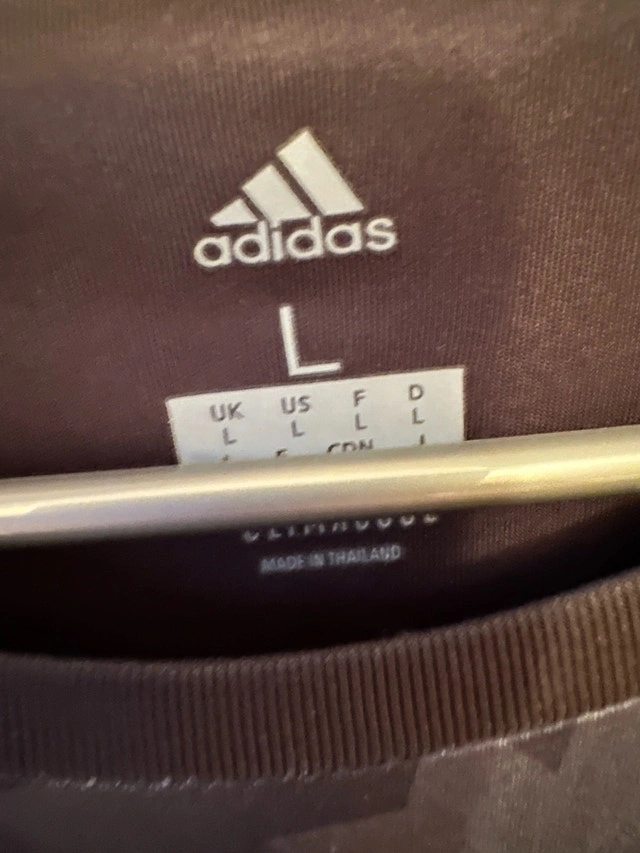 adidas
L
UK US F D
L L L L
MADE IN THAILAND